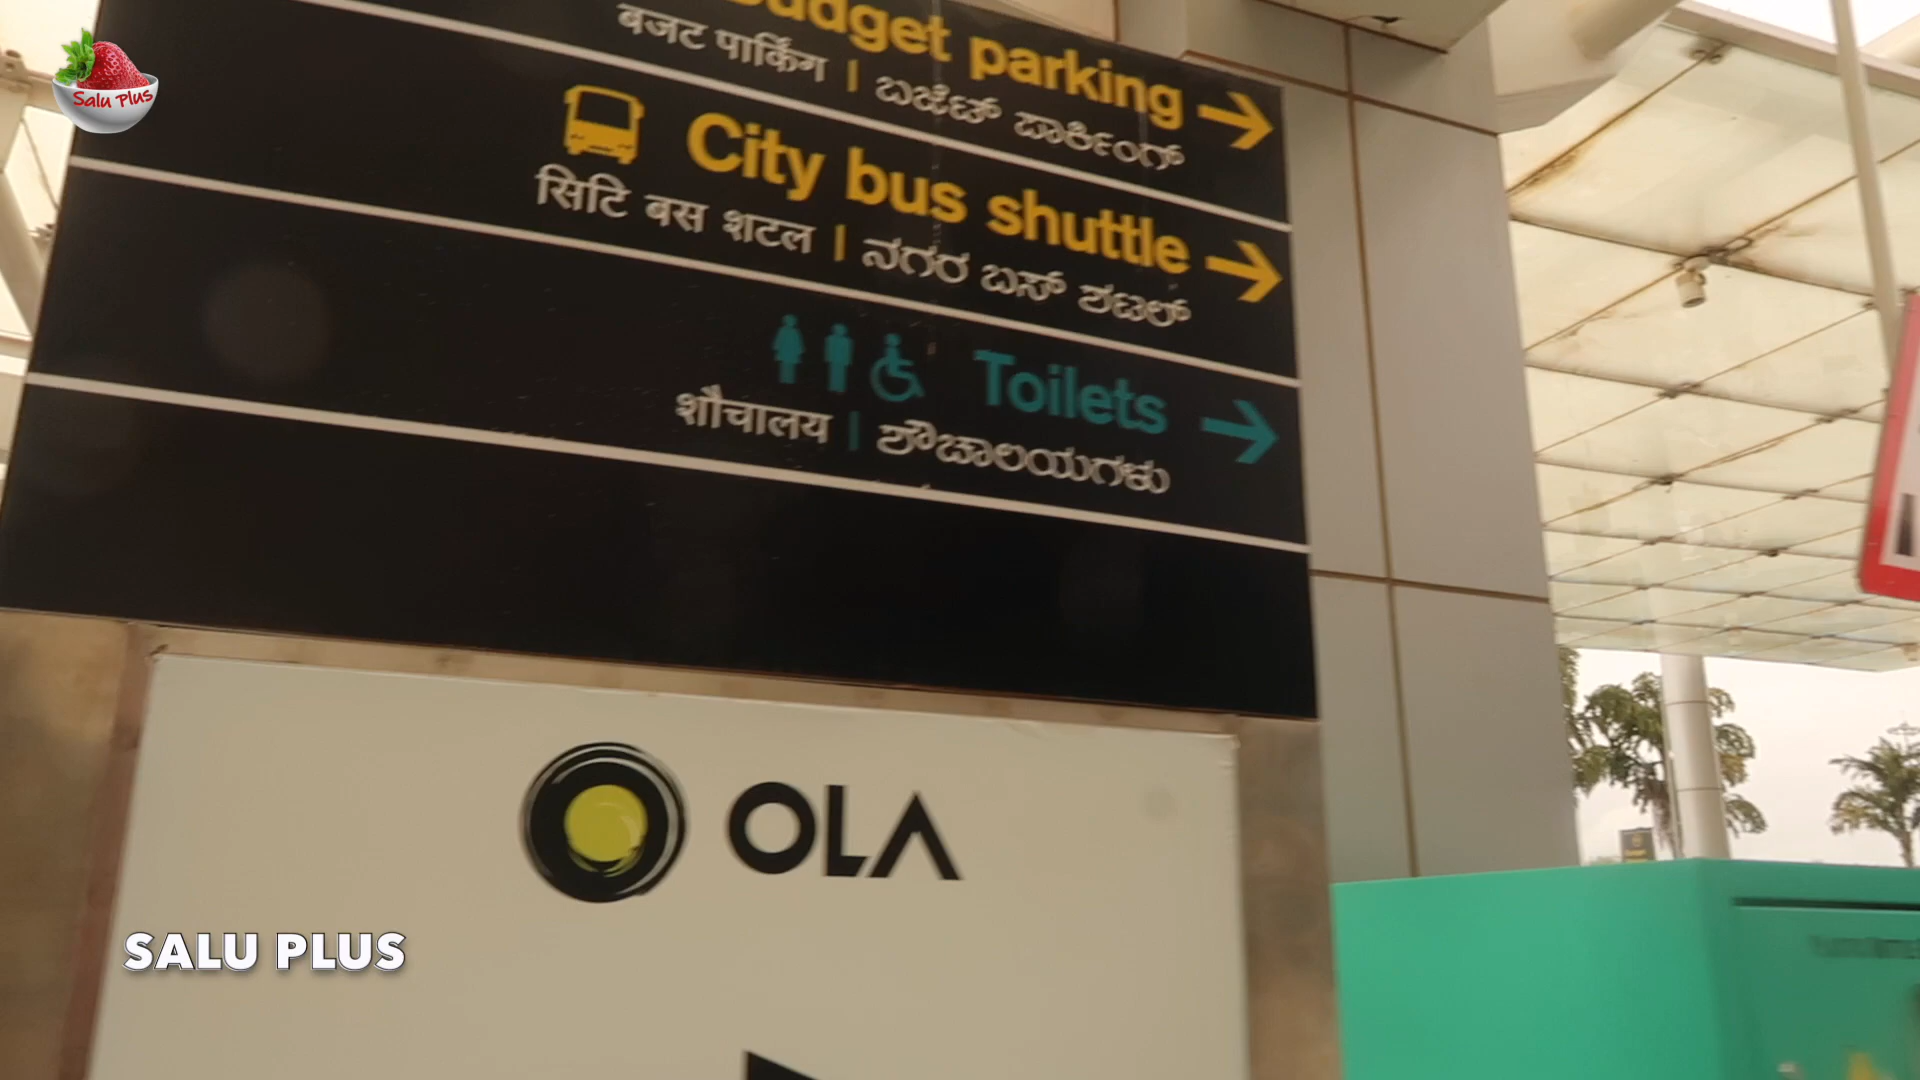 Salu Plus
Budget parking
बजट पार्किंग | ಬಜೆಟ್ ಪಾರ್ಕಿಂಗ್
City bus shuttle
सिटि बस शटल | ನಗರ ಬಸ್ ಶಟಲ್
Toilets
शौचालय | ಶೌಚಾಲಯಗಳು
OLA
SALU PLUS